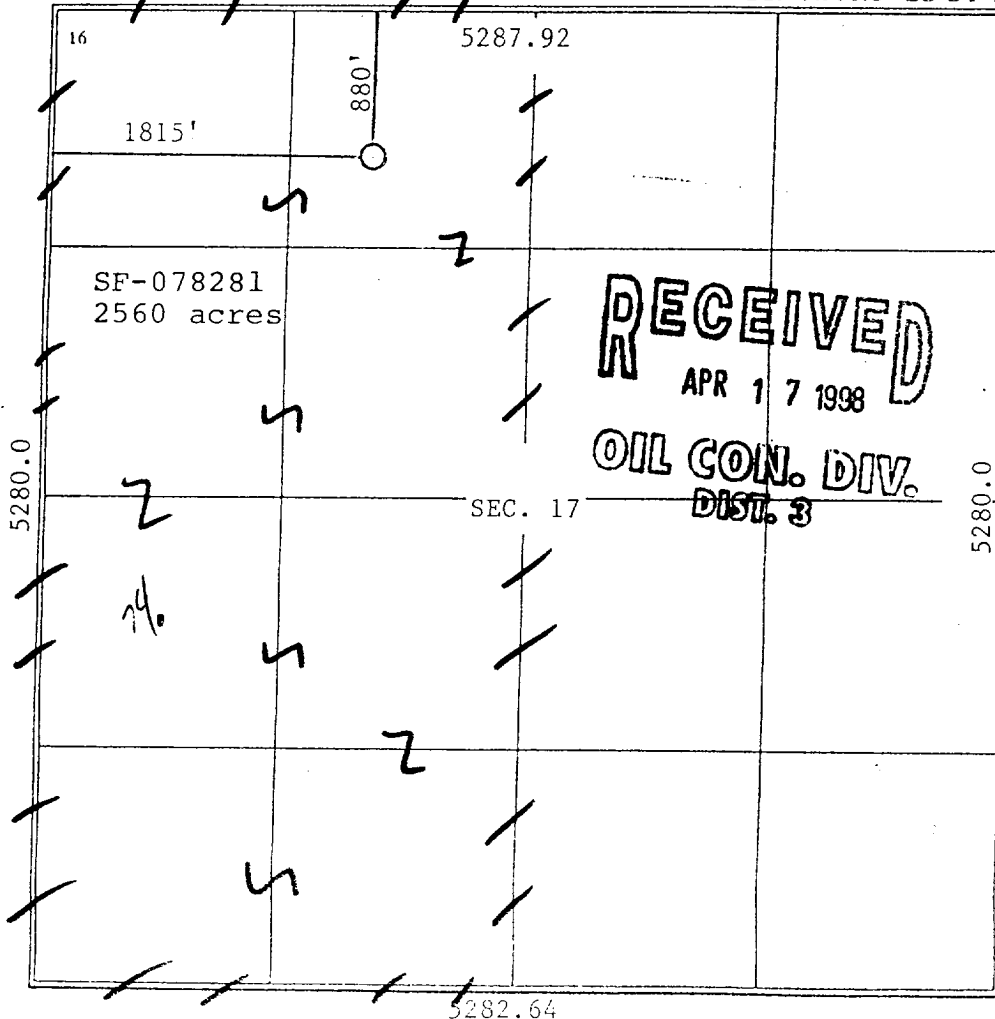 16
5287.92
880'
1815'
SF-078281
2560 acres
RECEIVED
APR 17 1998
OIL CON. DIV.
DIST. 3
5280.0
SEC. 17
5280.0
5282.64